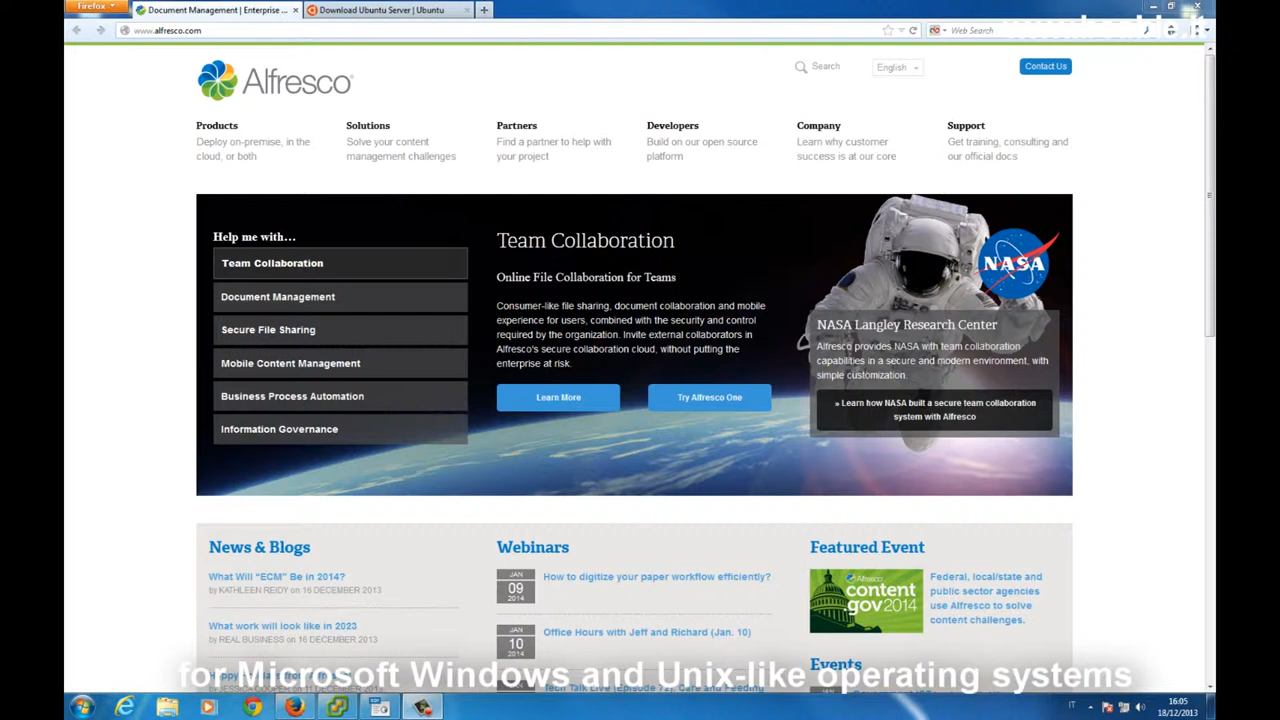 Firefox
Document Management | Enterprise ...
Download Ubuntu Server | Ubuntu
www.alfresco.com
Web Search
Alfresco
Search
English
Contact Us
Products
Deploy on-premise, in the
cloud, or both
Solutions
Solve your content
management challenges
Partners
Find a partner to help with
your project
Developers
Build on our open source
platform
Company
Learn why customer
success is at our core
Support
Get training, consulting and
our official docs
Help me with...
Team Collaboration
Document Management
Secure File Sharing
Mobile Content Management
Business Process Automation
Information Governance
Team Collaboration
Online File Collaboration for Teams
Consumer-like file sharing, document collaboration and mobile
experience for users, combined with the security and control
required by the organization. Invite external collaborators in
Alfresco's secure collaboration cloud, without putting the
enterprise at risk.
Learn More
Try Alfresco One
NASA
NASA Langley Research Center
Alfresco provides NASA with team collaboration
capabilities in a secure and modern environment, with
simple customization.
» Learn how NASA built a secure team collaboration
system with Alfresco
News & Blogs
What Will “ECM” Be in 2014?
by KATHLEEN REIDY on 16 DECEMBER 2013
What work will look like in 2023
by REAL BUSINESS on 16 DECEMBER 2013
Webinars
JAN
09
2014
How to digitize your paper workflow efficiently?
JAN
10
2014
Office Hours with Jeff and Richard (Jan. 10)
Featured Event
Alfresco
content
.gov 2014
Federal, local/state and
public sector agencies
use Alfresco to solve
content challenges.
Events
for Microsoft Windows and Unix-like operating systems
IT
16:05
18/12/2013